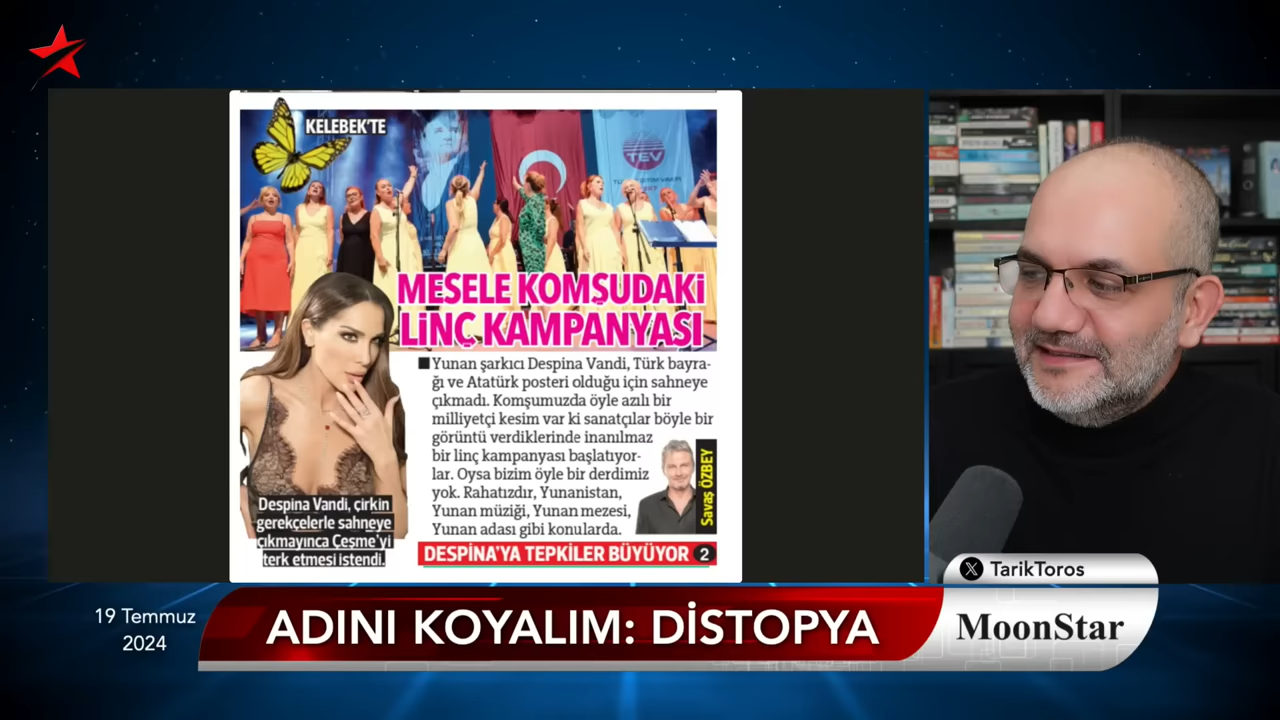 KELEBEK'TE
TEV
MESELE KOMŞUDAKİ
LİNÇ KAMPANYASI
Yunan şarkıcı Despina Vandi, Türk bayra-
ğı ve Atatürk posteri olduğu için sahneye
çıkmadı. Komşumuzda öyle azılı bir
milliyetçi kesim var ki sanatçılar böyle bir
görüntü verdiklerinde inanılmaz
bir linç kampanyası başlatıyor-
lar. Oysa bizim öyle bir derdimiz
yok. Rahatızdır, Yunanistan,
Yunan müziği, Yunan mezesi,
Yunan adası gibi konularda.
Savaş ÖZBEY
Despina Vandi, çirkin
gerekçelerle sahneye
çıkmayınca Çeşme'yi
terk etmesi istendi.
DESPİNA'YA TEPKİLER BÜYÜYOR 2
X TarikToros
19 Temmuz
2024
ADINI KOYALIM: DİSTOPYA
MoonStar